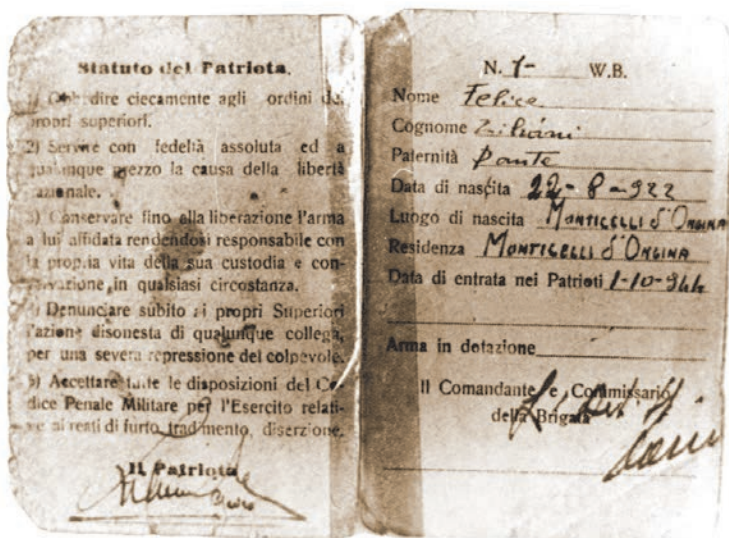 Statuto del Patriota.
1) Obbidire ciecamente agli ordini dei
propri superiori.
2) Servire con fedeltà assoluta ed a
qualunque prezzo la causa della libertà
nazionale.
3) Conservare fino alla liberazione l'arma
a lui affidata rendendosi responsabile con
la propria vita della sua custodia e con-
servazione in qualsiasi circostanza.
4) Denunciare sùbito ai propri Superiori
l'azione disonesta di qualunque collega,
per una severa repressione del colpevole.
5) Accettare tutte le disposizioni del Co-
dice Penale Militare per l'Esercito relati-
ve ai reati di furto, tradimento, diserzione.
Il Patriota
N. 7- W.B.
Nome Felice
Cognome Ziliani
Paternità Dante
Data di nascita 22-8-922
Luogo di nascita MONTICELLI d'ONGINA
Residenza MONTICELLI d'ONGINA
Data di entrata nei Patrioti 1-10-944
Arma in dotazione
Il Comandante e Commissario
della Brigata